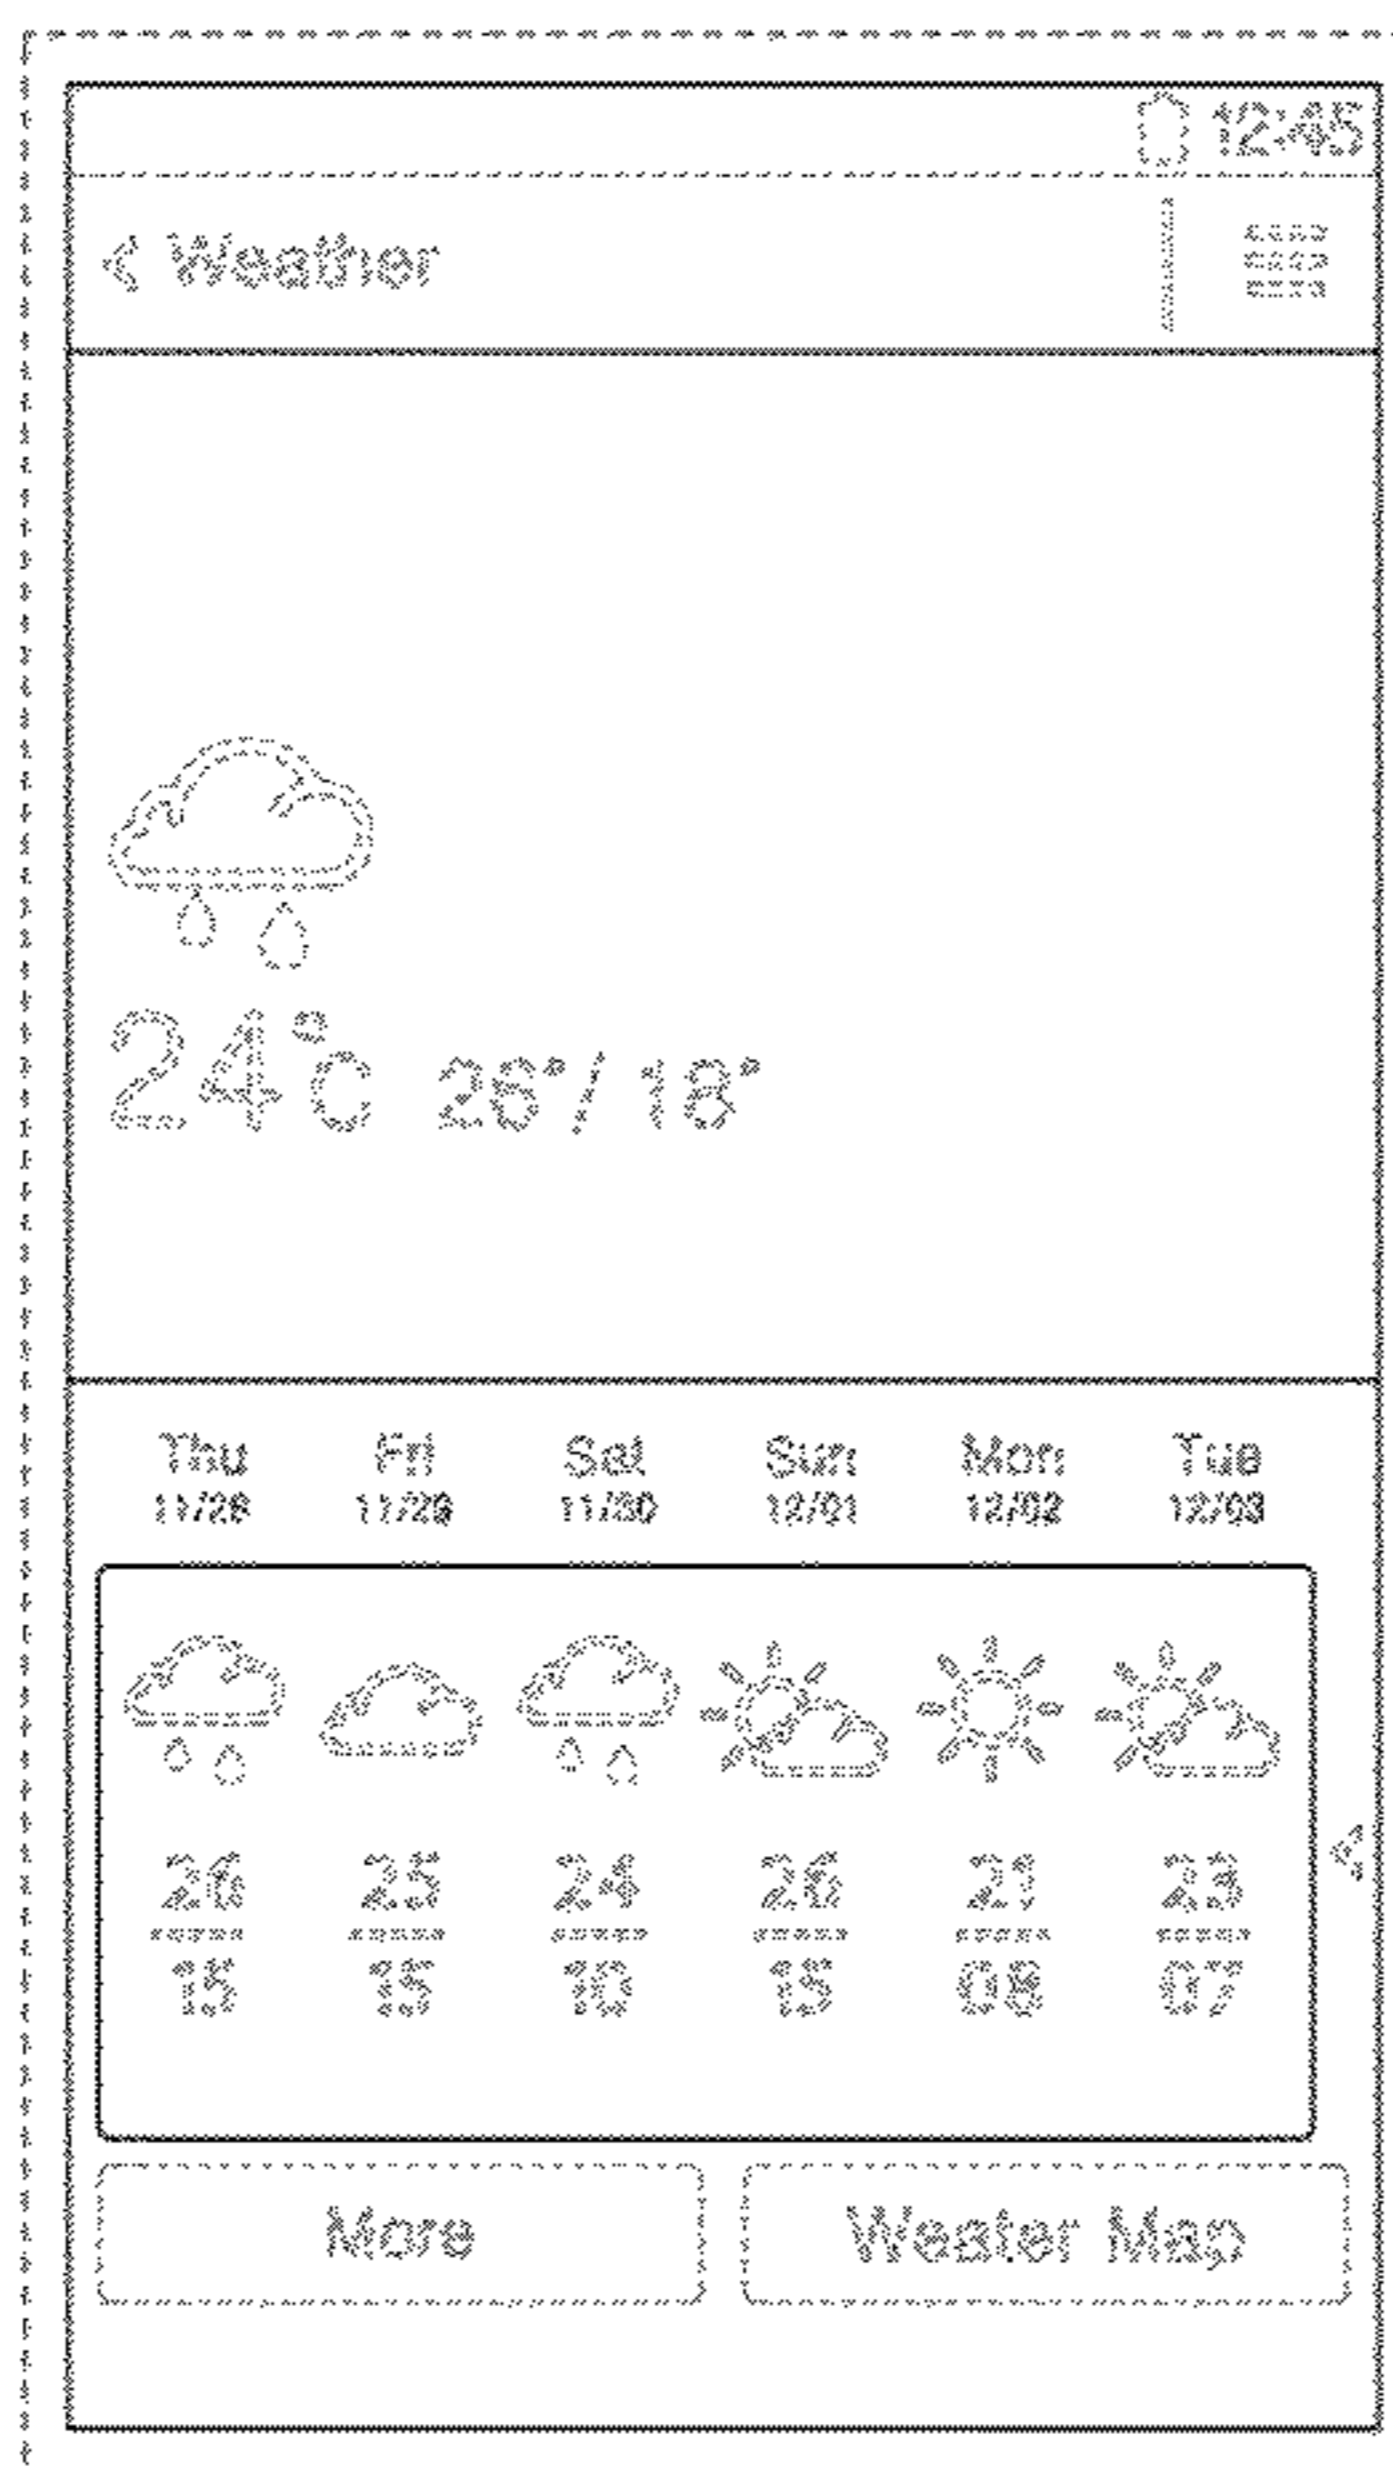 12:45
Weather
24°C 26°/ 18°
Thu Fri Sat Sun Mon Tue
11/28 11/29 11/30 12/01 12/02 12/03
26 25 24 26 21 23
15 15 10 15 08 07
More Weater Map